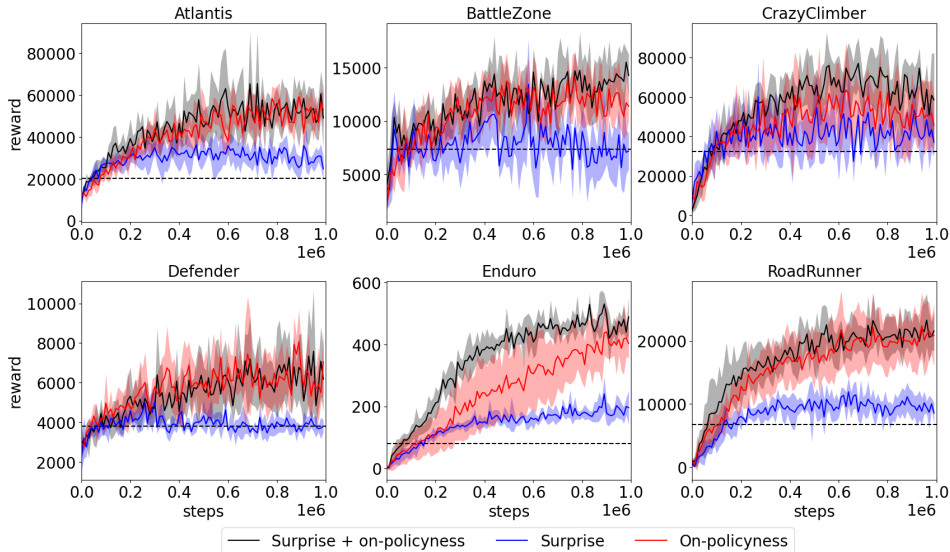 Atlantis
BattleZone
CrazyClimber
reward
80000
60000
40000
20000
0
0.0 0.2 0.4 0.6 0.8 1.0
1e6
15000
10000
5000
0.0 0.2 0.4 0.6 0.8 1.0
1e6
80000
60000
40000
20000
0
0.0 0.2 0.4 0.6 0.8 1.0
1e6
Defender
Enduro
RoadRunner
reward
10000
8000
6000
4000
2000
0.0 0.2 0.4 0.6 0.8 1.0
steps 1e6
600
400
200
0
0.0 0.2 0.4 0.6 0.8 1.0
steps 1e6
20000
10000
0
0.0 0.2 0.4 0.6 0.8 1.0
steps 1e6
Surprise + on-policyness Surprise On-policyness